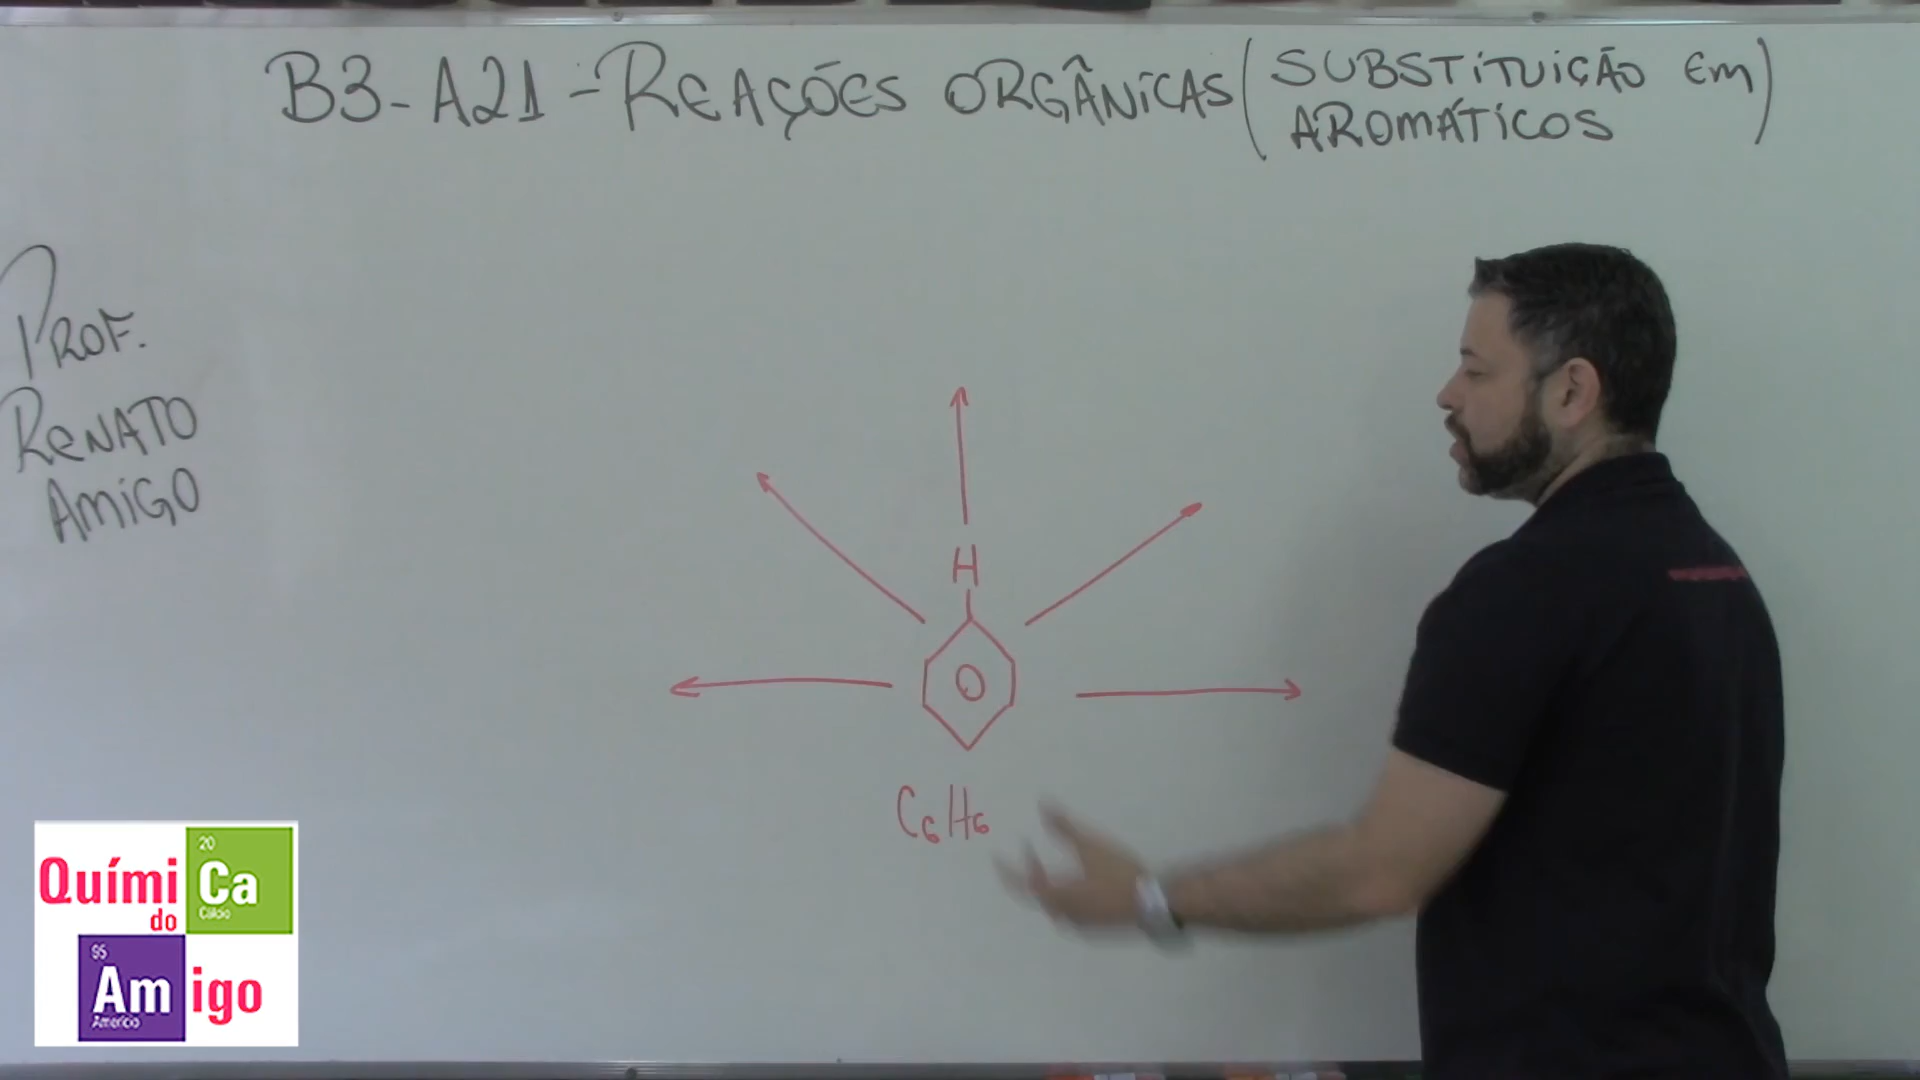 B3-A21-REAÇÕES ORGÂNICAS (SUBSTITUIÇÃO EM
AROMÁTICOS)
PROF.
RENATO
AMIGO
H
C6H6
20
Quími Ca
Cálcio
do
95
Am igo
Amerício